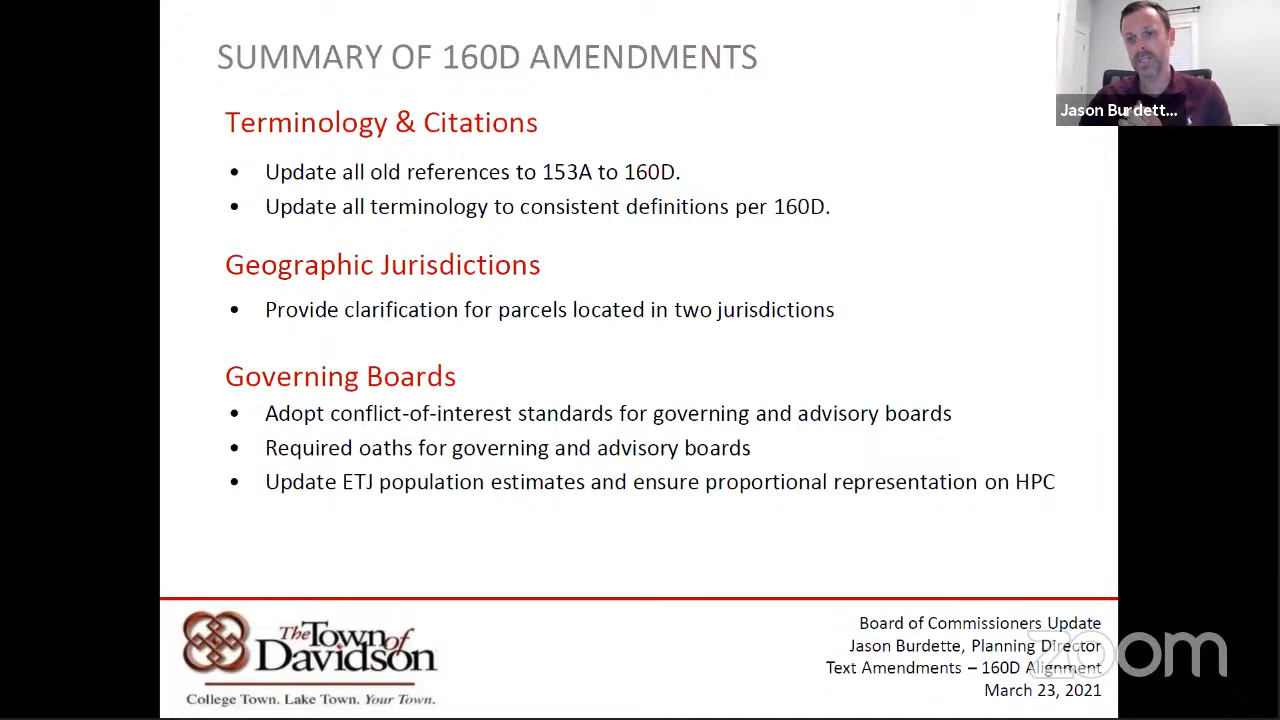 SUMMARY OF 160D AMENDMENTS
Jason Burdett...
Terminology & Citations
• Update all old references to 153A to 160D.
• Update all terminology to consistent definitions per 160D.
Geographic Jurisdictions
• Provide clarification for parcels located in two jurisdictions
Governing Boards
• Adopt conflict-of-interest standards for governing and advisory boards
• Required oaths for governing and advisory boards
• Update ETJ population estimates and ensure proportional representation on HPC
The Town of
Davidson
College Town. Lake Town. Your Town.
Board of Commissioners Update
Jason Burdette, Planning Director
Text Amendments – 160D Alignment
March 23, 2021
zoom